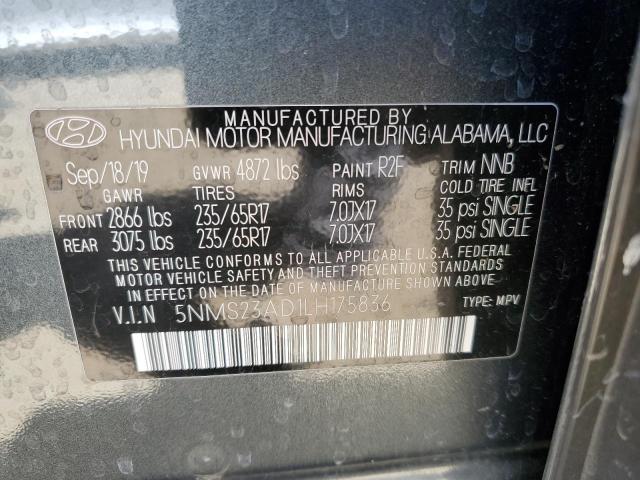 MANUFACTURED BY
HYUNDAI MOTOR MANUFACTURING ALABAMA, LLC
Sep/18/19 GVWR 4872 lbs PAINT R2F TRIM NNB
GAWR TIRES RIMS COLD TIRE INFL
FRONT 2866 lbs 235/65R17 7.0JX17 35 psi SINGLE
REAR 3075 lbs 235/65R17 7.0JX17 35 psi SINGLE
THIS VEHICLE CONFORMS TO ALL APPLICABLE U.S.A. FEDERAL
MOTOR VEHICLE SAFETY AND THEFT PREVENTION STANDARDS
IN EFFECT ON THE DATE OF MANUFACTURE SHOWN ABOVE.
V.I.N 5NMS23AD1LH175836 TYPE: MPV